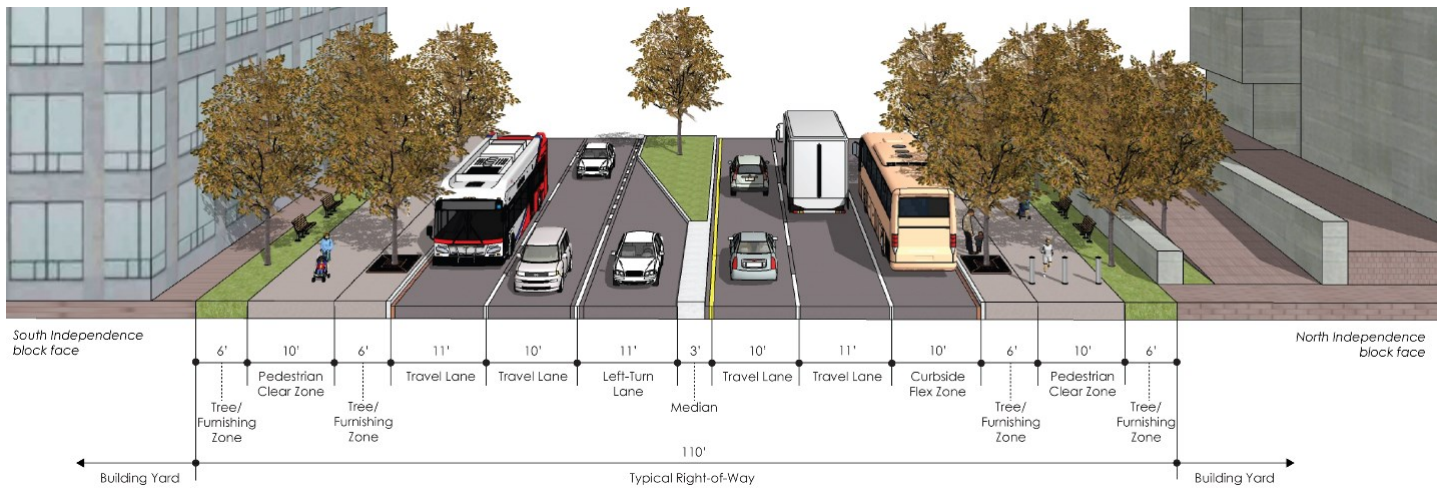 South Independence
block face
North Independence
block face
6' 10' 6' 11' 10' 11' 3' 10' 11' 10' 6' 10' 6'
Tree/
Furnishing
Zone
Pedestrian
Clear Zone
Tree/
Furnishing
Zone
Travel Lane
Travel Lane
Left-Turn
Lane
Median
Travel Lane
Travel Lane
Curbside
Flex Zone
Tree/
Furnishing
Zone
Pedestrian
Clear Zone
Tree/
Furnishing
Zone
110'
Building Yard
Typical Right-of-Way
Building Yard